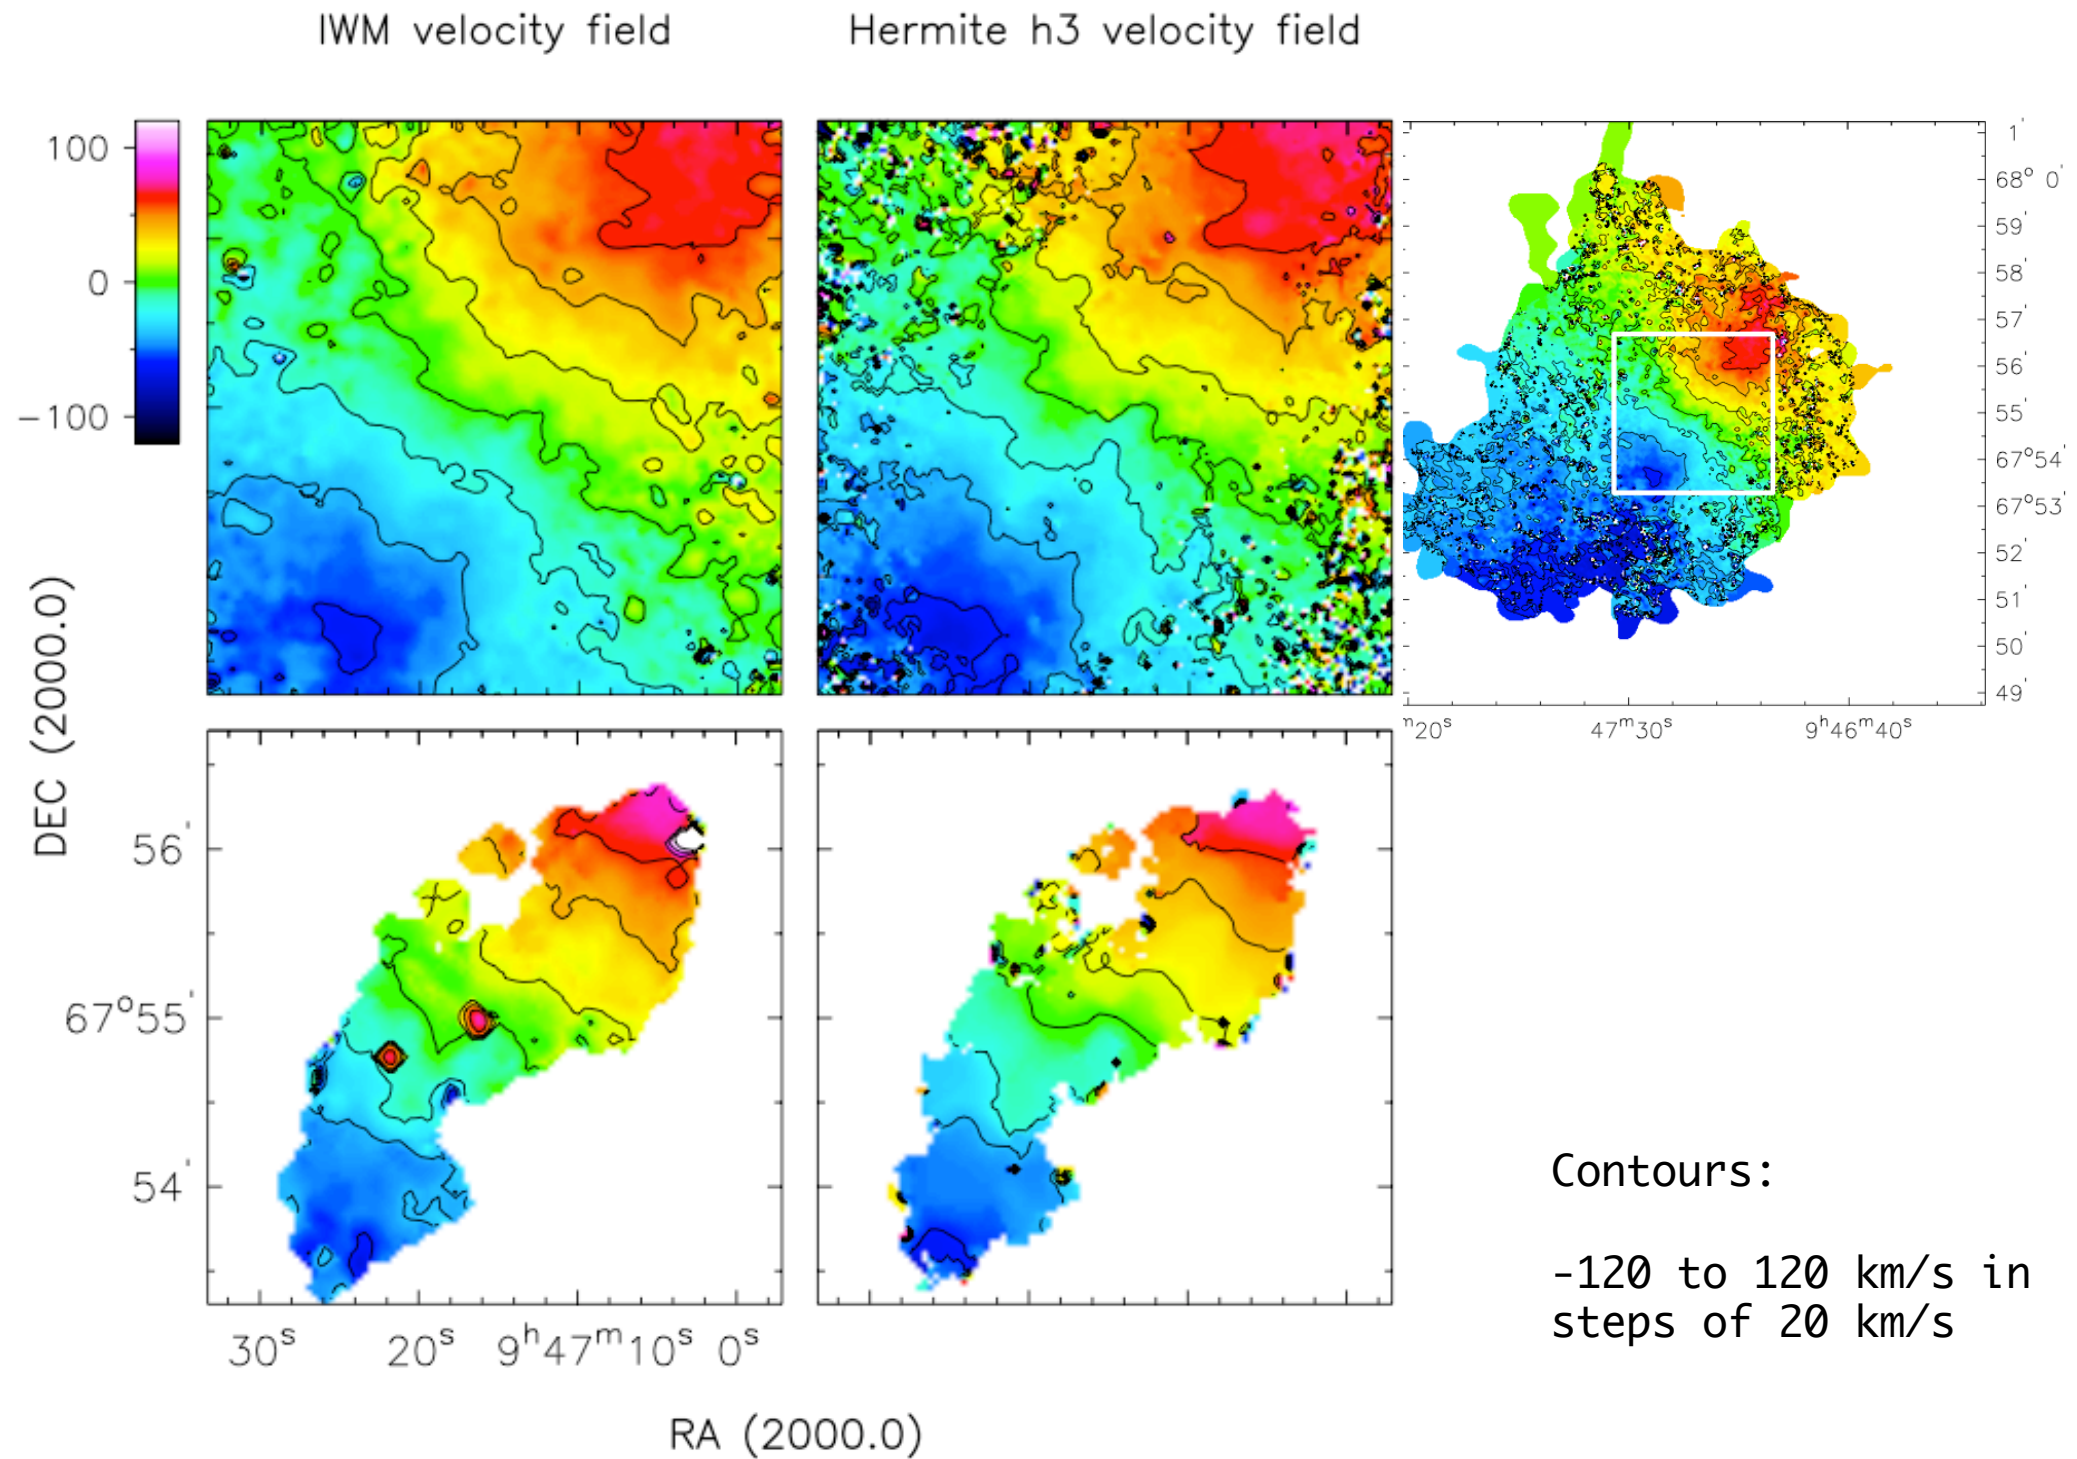 IWM velocity field
Hermite h3 velocity field
100
0
-100
1'
68° 0'
59'
58'
57'
56'
55'
67°54'
67°53'
52'
51'
50'
49'
m20s
47m30s
9h46m40s
DEC (2000.0)
56'
67°55'
54'
30s
20s
9h47m10s
0s
RA (2000.0)
Contours:
-120 to 120 km/s in
steps of 20 km/s